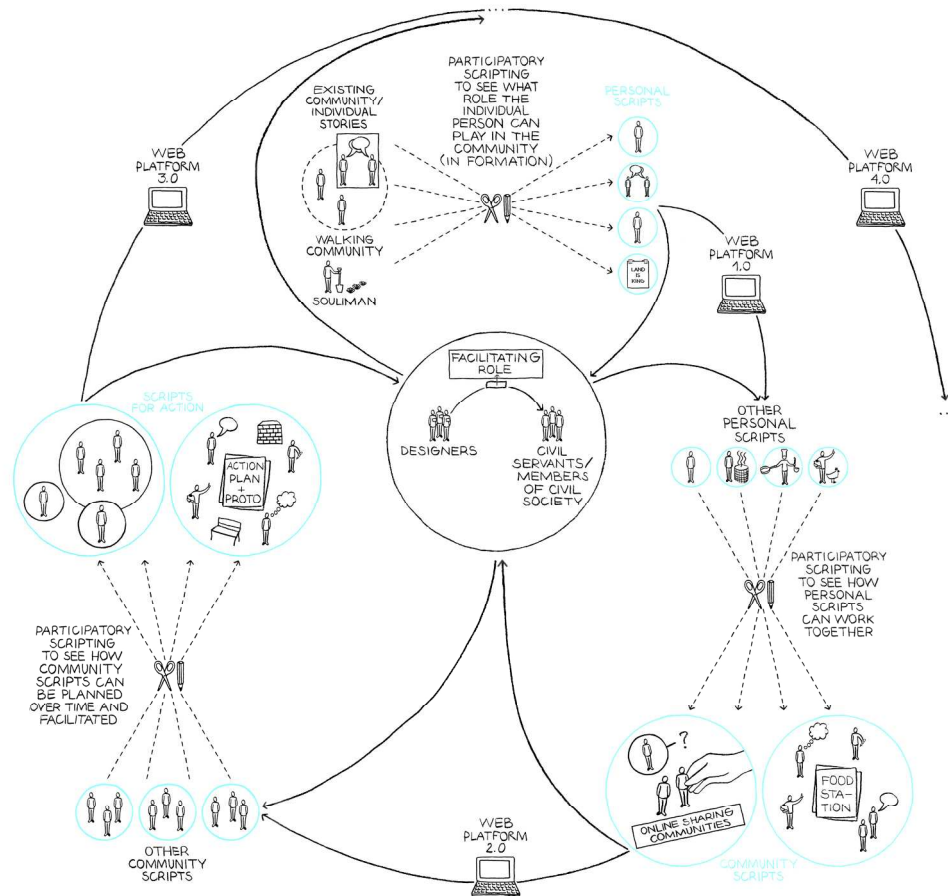 ...
EXISTING
COMMUNITY/
INDIVIDUAL
STORIES
PARTICIPATORY
SCRIPTING
TO SEE WHAT
ROLE THE
INDIVIDUAL
PERSON CAN
PLAY IN THE
COMMUNITY
(IN FORMATION)
PERSONAL
SCRIPTS
WEB
PLATFORM
3.0
WEB
PLATFORM
4.0
WALKING
COMMUNITY
SOULIMAN
LAND
IS
KING
WEB
PLATFORM
1.0
FACILITATING
ROLE
DESIGNERS
CIVIL
SERVANTS/
MEMBERS
OF CIVIL
SOCIETY
SCRIPTS
FOR ACTION
ACTION
PLAN
+
PROTO
OTHER
PERSONAL
SCRIPTS
...
PARTICIPATORY
SCRIPTING
TO SEE HOW
PERSONAL
SCRIPTS
CAN WORK
TOGETHER
PARTICIPATORY
SCRIPTING
TO SEE HOW
COMMUNITY
SCRIPTS CAN
BE PLANNED
OVER TIME AND
FACILITATED
?
ONLINE SHARING
COMMUNITIES
FOOD
STA-
TION
COMMUNITY
SCRIPTS
WEB
PLATFORM
2.0
OTHER
COMMUNITY
SCRIPTS